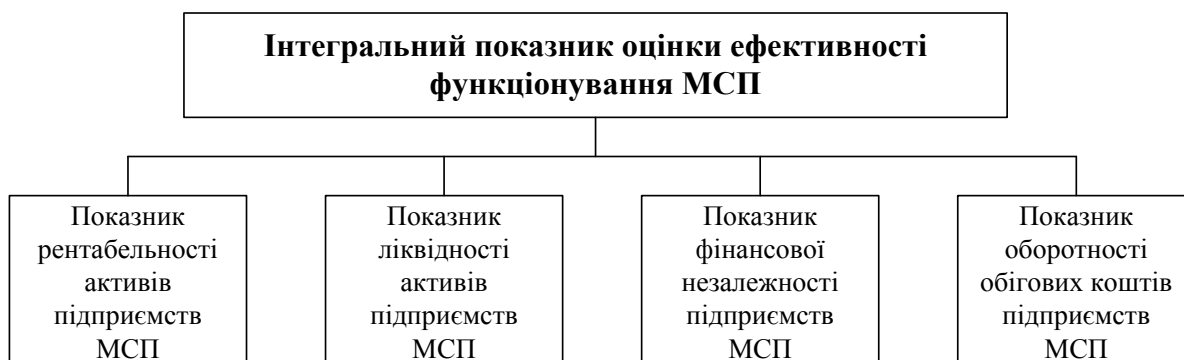 Інтегральний показник оцінки ефективності
функціонування МСП
Показник
рентабельності
активів
підприємств
МСП
Показник
ліквідності
активів
підприємств
МСП
Показник
фінансової
незалежності
підприємств
МСП
Показник
оборотності
обігових коштів
підприємств
МСП